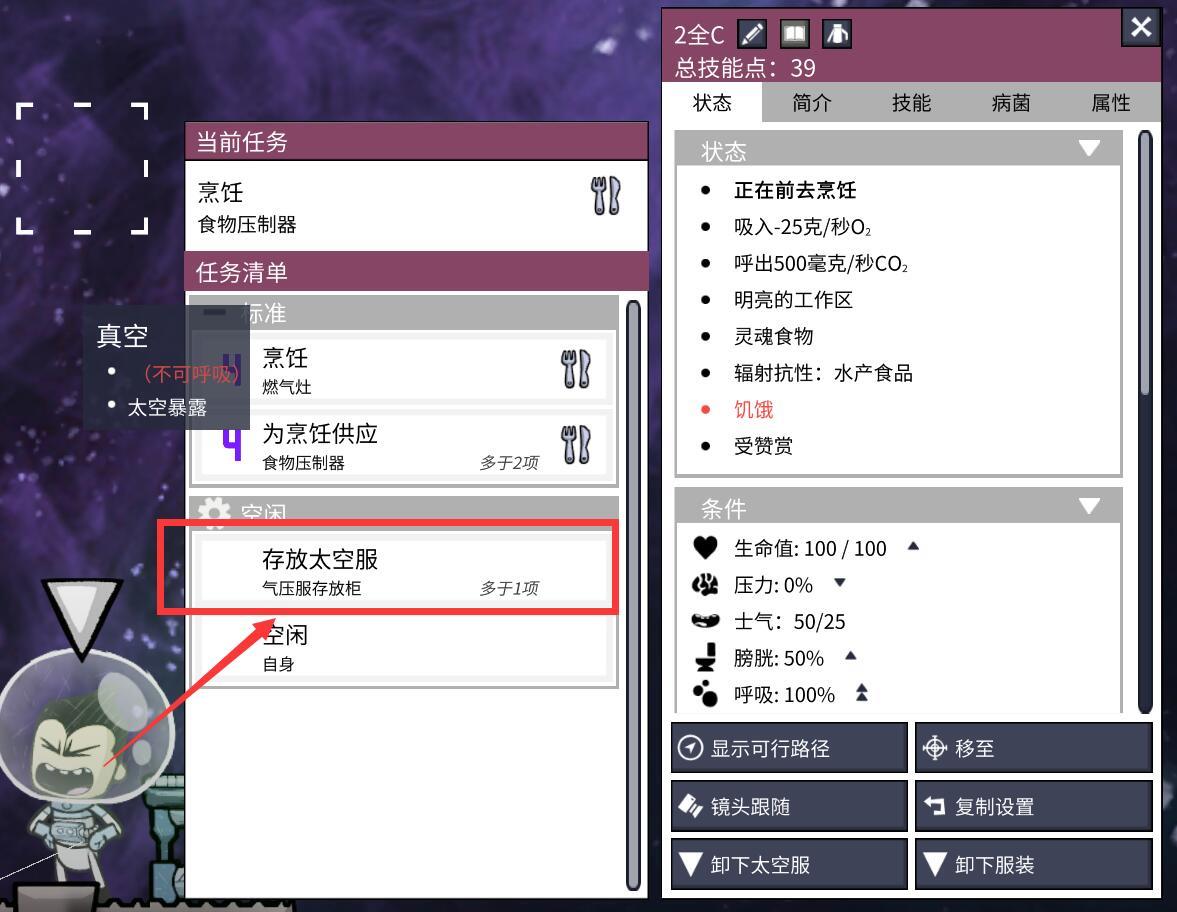 当前任务
烹饪
食物压制器
任务清单
标准
烹饪
燃气灶
为烹饪供应
食物压制器
多于2项
空闲
存放太空服
气压服存放柜
多于1项
空闲
自身
真空
(不可呼吸)
太空暴露
2全C
总技能点：39
状态
简介
技能
病菌
属性
状态
正在前去烹饪
吸入-25克/秒O₂
呼出500毫克/秒CO₂
明亮的工作区
灵魂食物
辐射抗性：水产食品
饥饿
受赞赏
条件
生命值: 100 / 100
压力: 0%
士气：50/25
膀胱: 50%
呼吸: 100%
显示可行路径
移至
镜头跟随
复制设置
卸下太空服
卸下服装